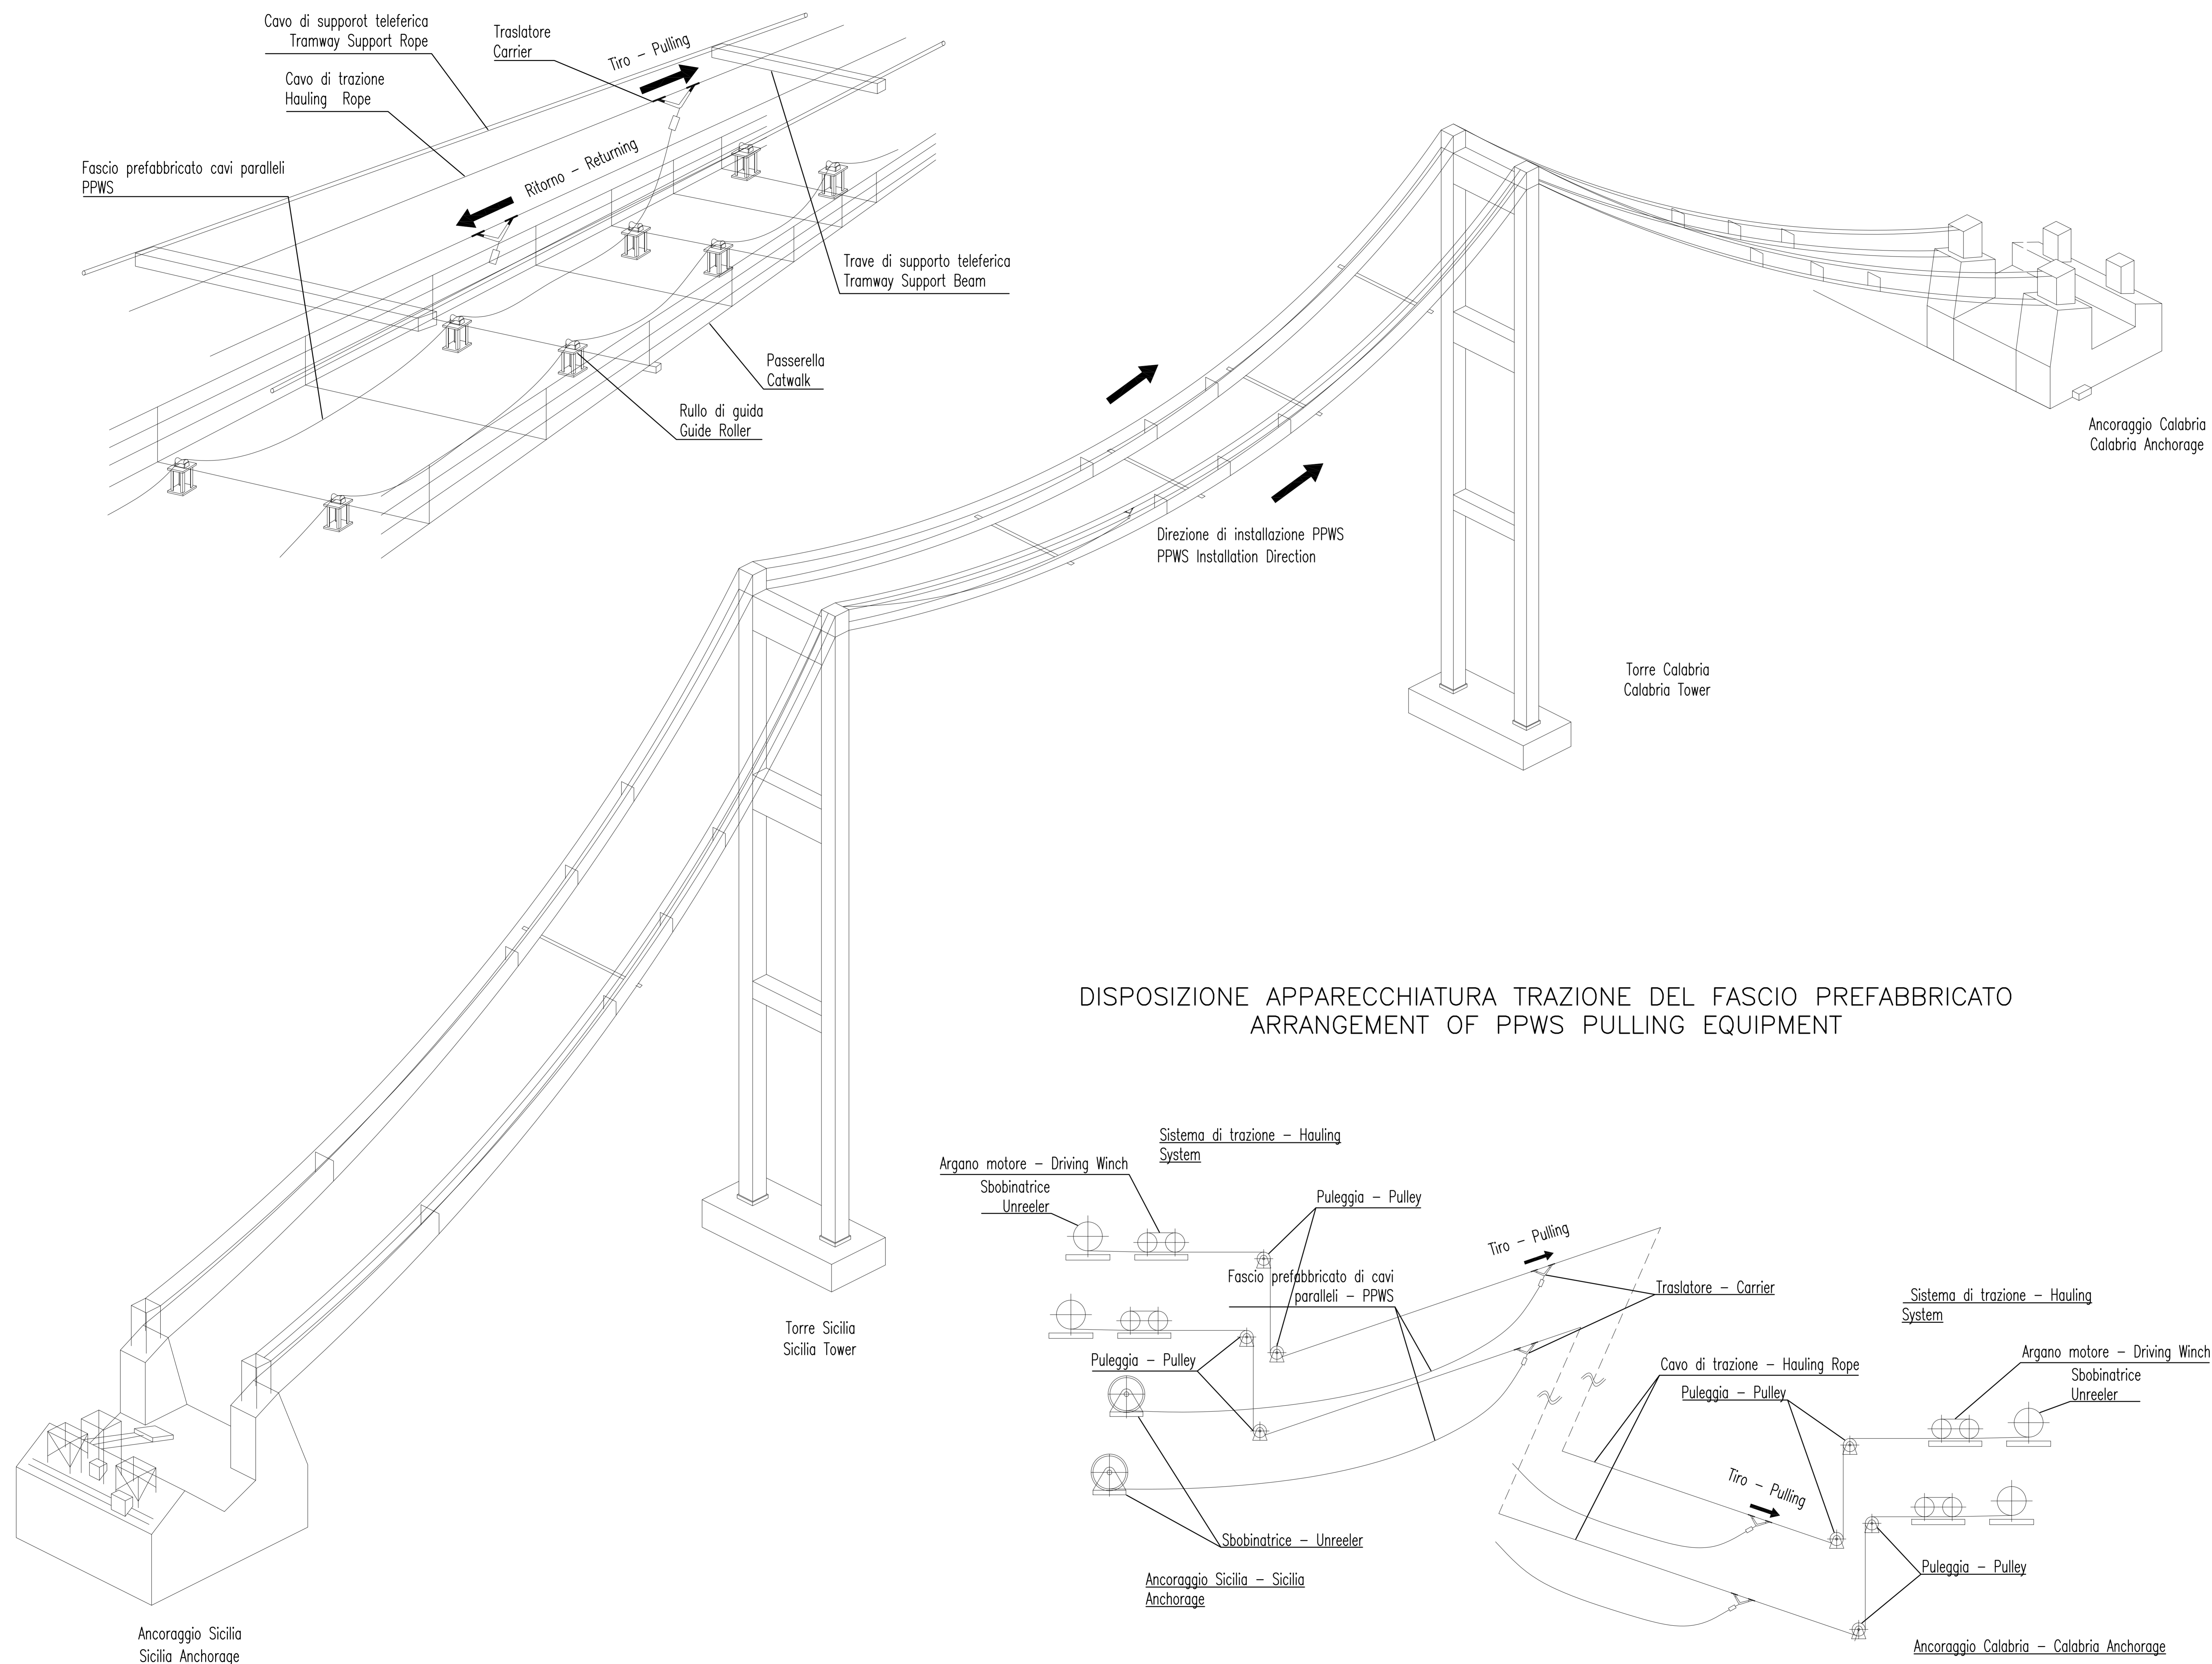 Cavo di supporot teleferica
Tramway Support Rope
Traslatore
Carrier
Tiro - Pulling
Cavo di trazione
Hauling Rope
Fascio prefabbricato cavi paralleli
PPWS
Ritorno - Returning
Trave di supporto teleferica
Tramway Support Beam
Passerella
Catwalk
Rullo di guida
Guide Roller
Ancoraggio Calabria
Calabria Anchorage
Direzione di installazione PPWS
PPWS Installation Direction
Torre Calabria
Calabria Tower
DISPOSIZIONE APPARECCHIATURA TRAZIONE DEL FASCIO PREFABBRICATO
ARRANGEMENT OF PPWS PULLING EQUIPMENT
Sistema di trazione - Hauling
System
Argano motore - Driving Winch
Sbobinatrice
Unreeler
Puleggia - Pulley
Tiro - Pulling
Fascio prefabbricato di cavi
paralleli - PPWS
Traslatore - Carrier
Sistema di trazione - Hauling
System
Torre Sicilia
Sicilia Tower
Puleggia - Pulley
Cavo di trazione - Hauling Rope
Puleggia - Pulley
Argano motore - Driving Winch
Sbobinatrice
Unreeler
Tiro - Pulling
Sbobinatrice - Unreeler
Puleggia - Pulley
Ancoraggio Sicilia - Sicilia
Anchorage
Ancoraggio Sicilia
Sicilia Anchorage
Ancoraggio Calabria - Calabria Anchorage